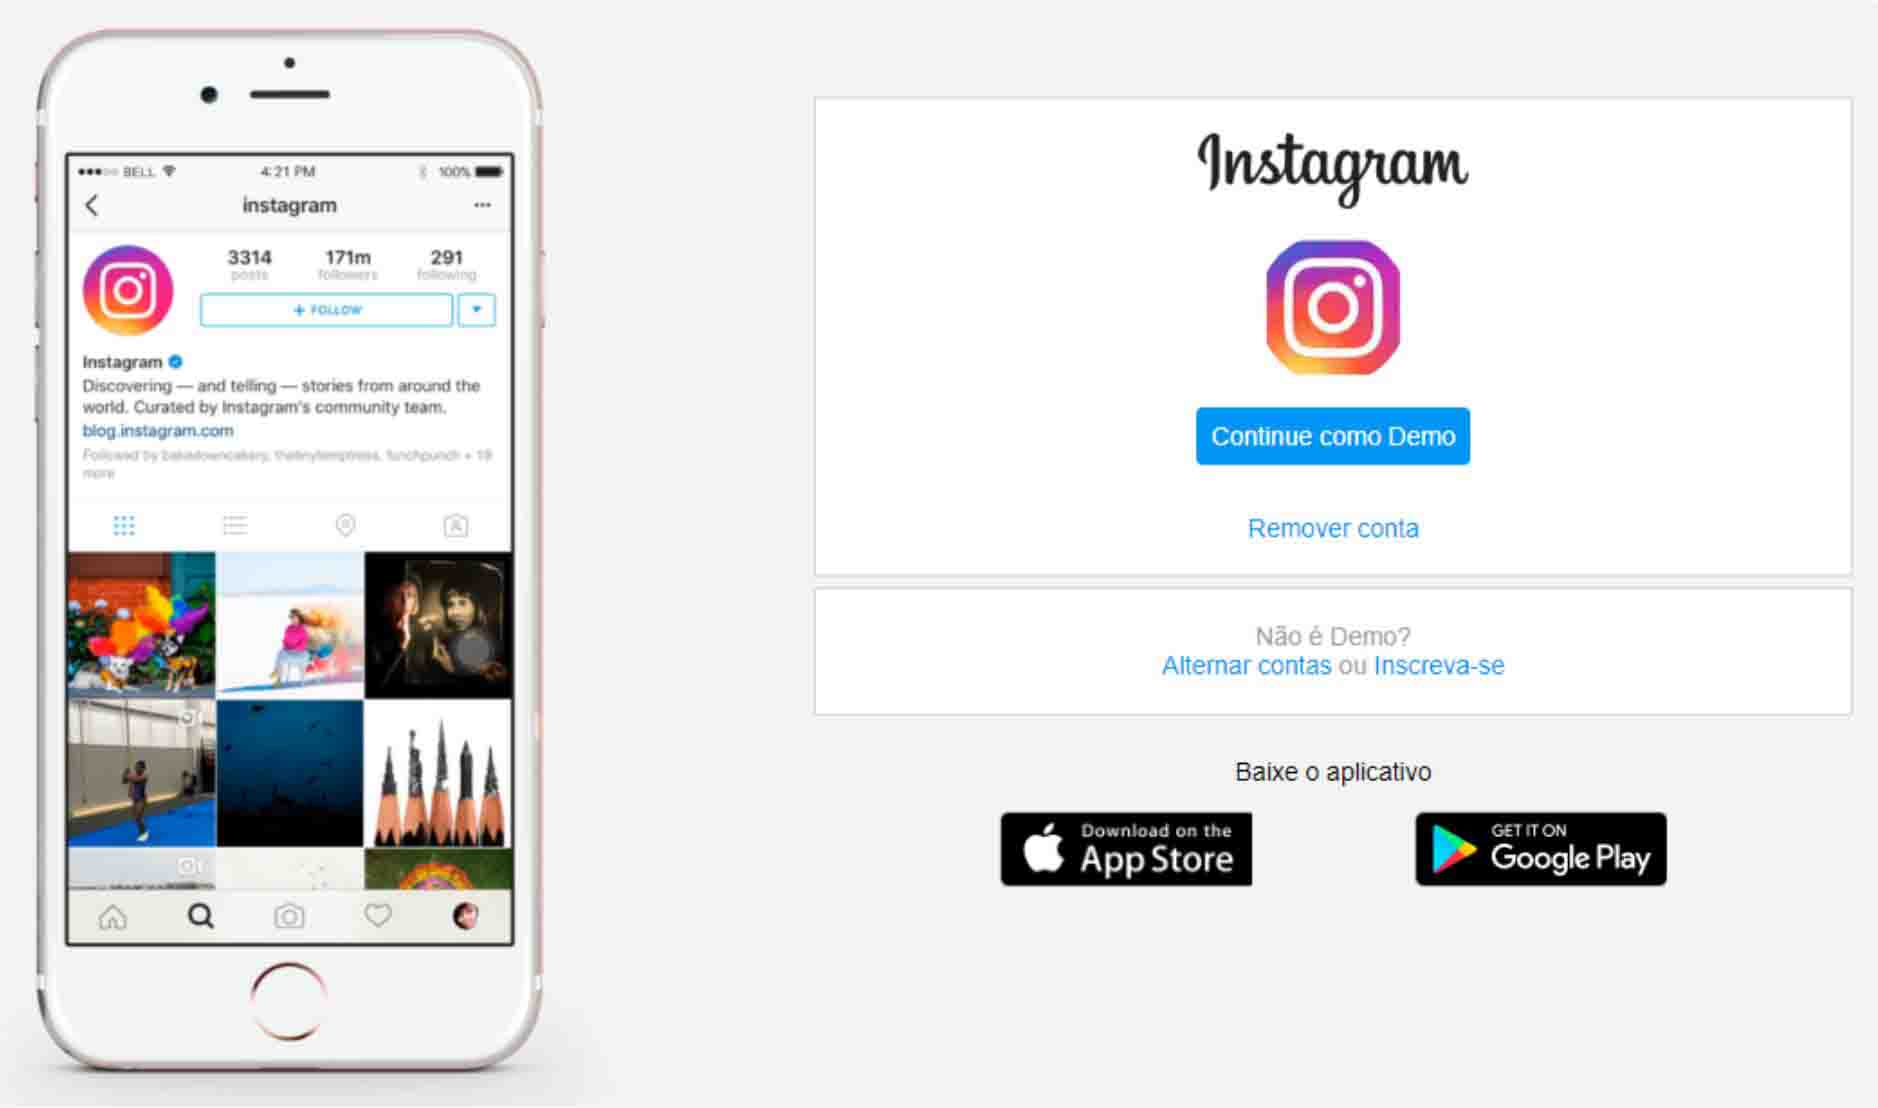 BELL 4:21 PM 100%
instagram
3314 171m 291
posts followers following
+ FOLLOW
Instagram
Discovering — and telling — stories from around the
world. Curated by Instagram's community team.
blog.instagram.com
Followed by bakedowncakery, thetinytemptress, lunchpunch + 19
more
Instagram
Continue como Demo
Remover conta
Não é Demo?
Alternar contas ou Inscreva-se
Baixe o aplicativo
Download on the
App Store
GET IT ON
Google Play